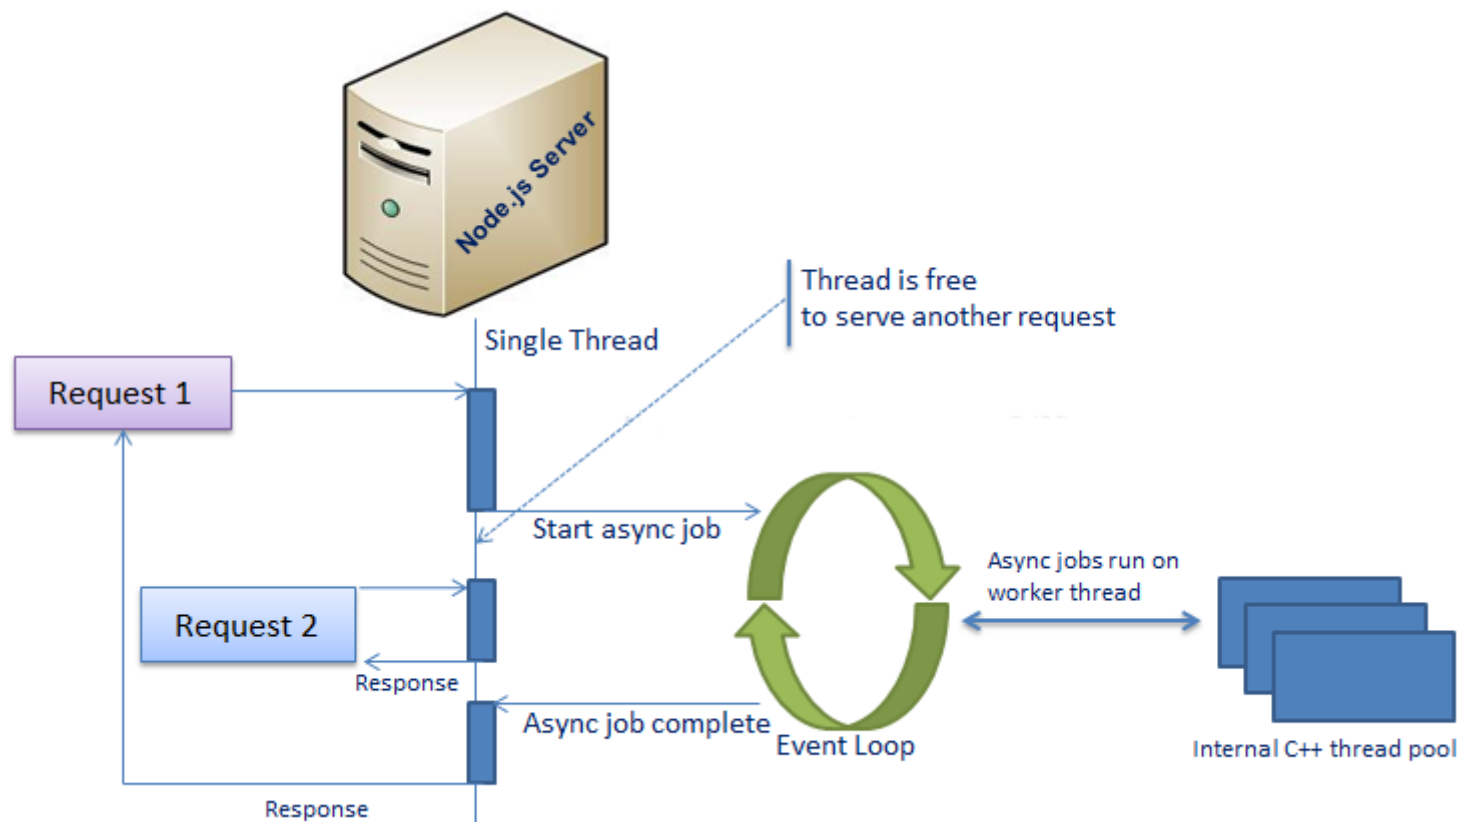 Node.js Server
Thread is free
to serve another request
Single Thread
Request 1
Start async job
Async jobs run on
worker thread
Request 2
Response
Async job complete
Event Loop
Internal C++ thread pool
Response